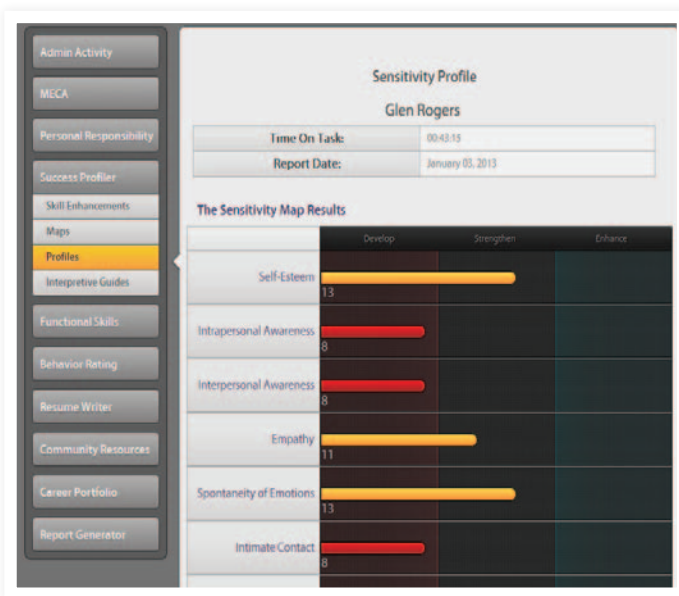 Admin Activity
MECA
Personal Responsibility
Success Profiler
Skill Enhancements
Maps
Profiles
Interpretive Guides
Functional Skills
Behavior Rating
Resume Writer
Community Resources
Career Portfolio
Report Generator
Sensitivity Profile
Glen Rogers
Time On Task: 00:43:15
Report Date: January 03, 2013
The Sensitivity Map Results
Develop Strengthen Enhance
Self-Esteem 13
Intrapersonal Awareness 8
Interpersonal Awareness 8
Empathy 11
Spontaneity of Emotions 13
Intimate Contact 8